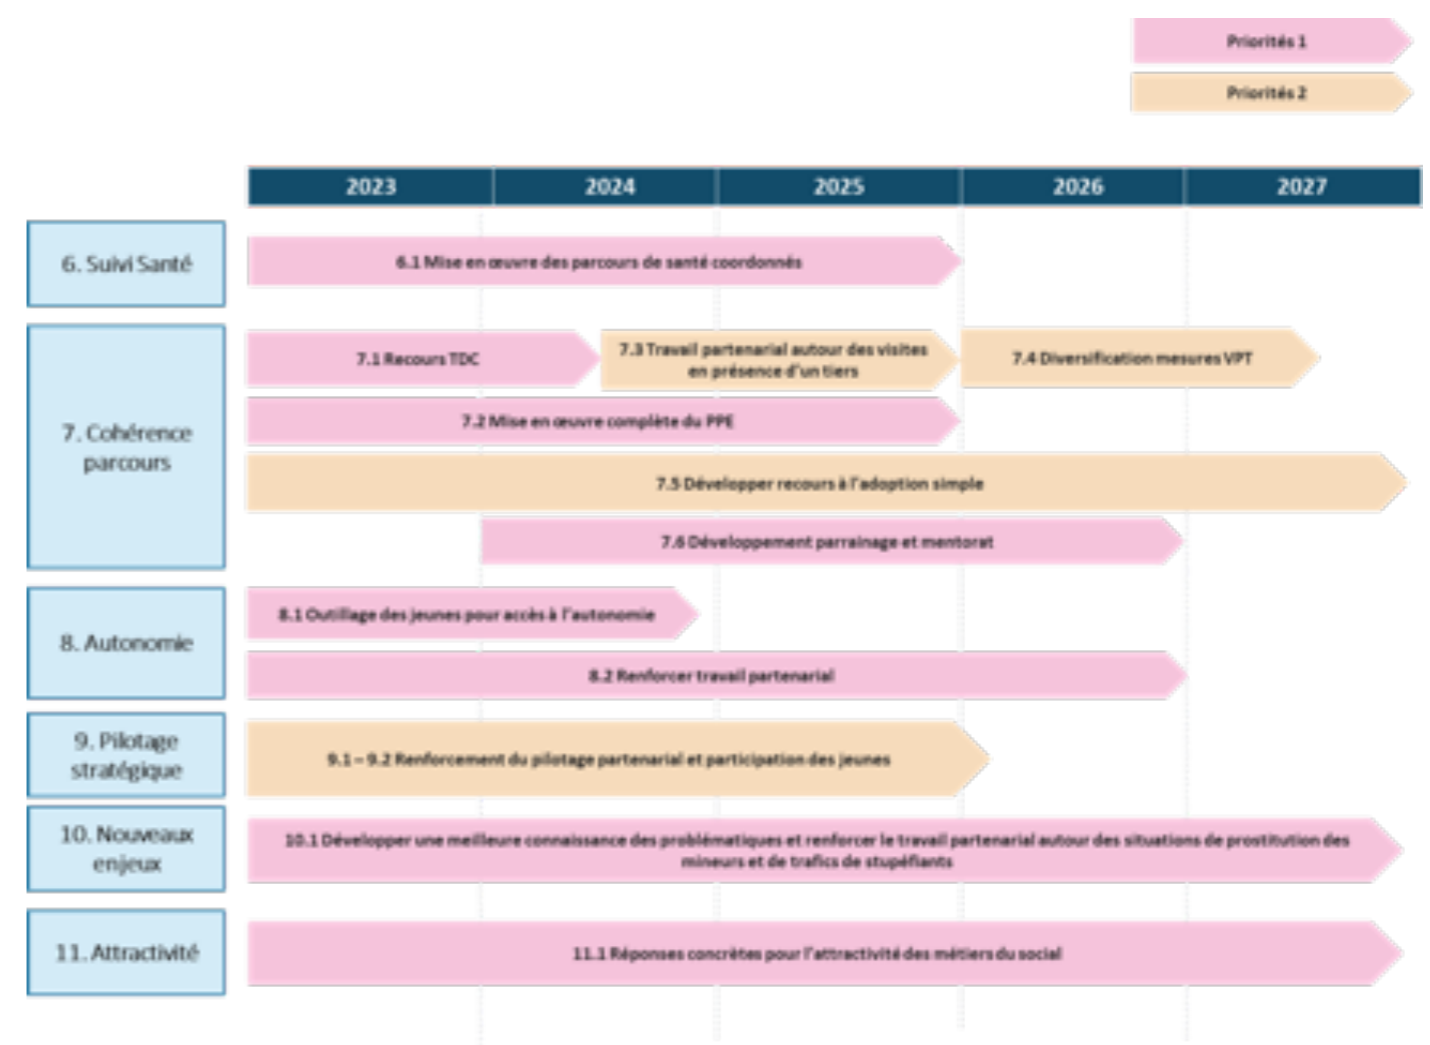 Priorités 1
Priorités 2
2023 2024 2025 2026 2027
6. Suivi Santé
6.1 Mise en œuvre des parcours de santé coordonnés
7. Cohérence
parcours
7.1 Recours TDC
7.3 Travail partenarial autour des visites
en présence d'un tiers
7.4 Diversification mesures VPT
7.2 Mise en œuvre complète du PPE
7.5 Développer recours à l'adoption simple
7.6 Développement parrainage et mentorat
8. Autonomie
8.1 Outillage des jeunes pour accès à l'autonomie
8.2 Renforcer travail partenarial
9. Pilotage
stratégique
9.1 – 9.2 Renforcement du pilotage partenarial et participation des jeunes
10. Nouveaux
enjeux
10.1 Développer une meilleure connaissance des problématiques et renforcer le travail partenarial autour des situations de prostitution des
mineurs et de trafics de stupéfiants
11. Attractivité
11.1 Réponses concrètes pour l'attractivité des métiers du social